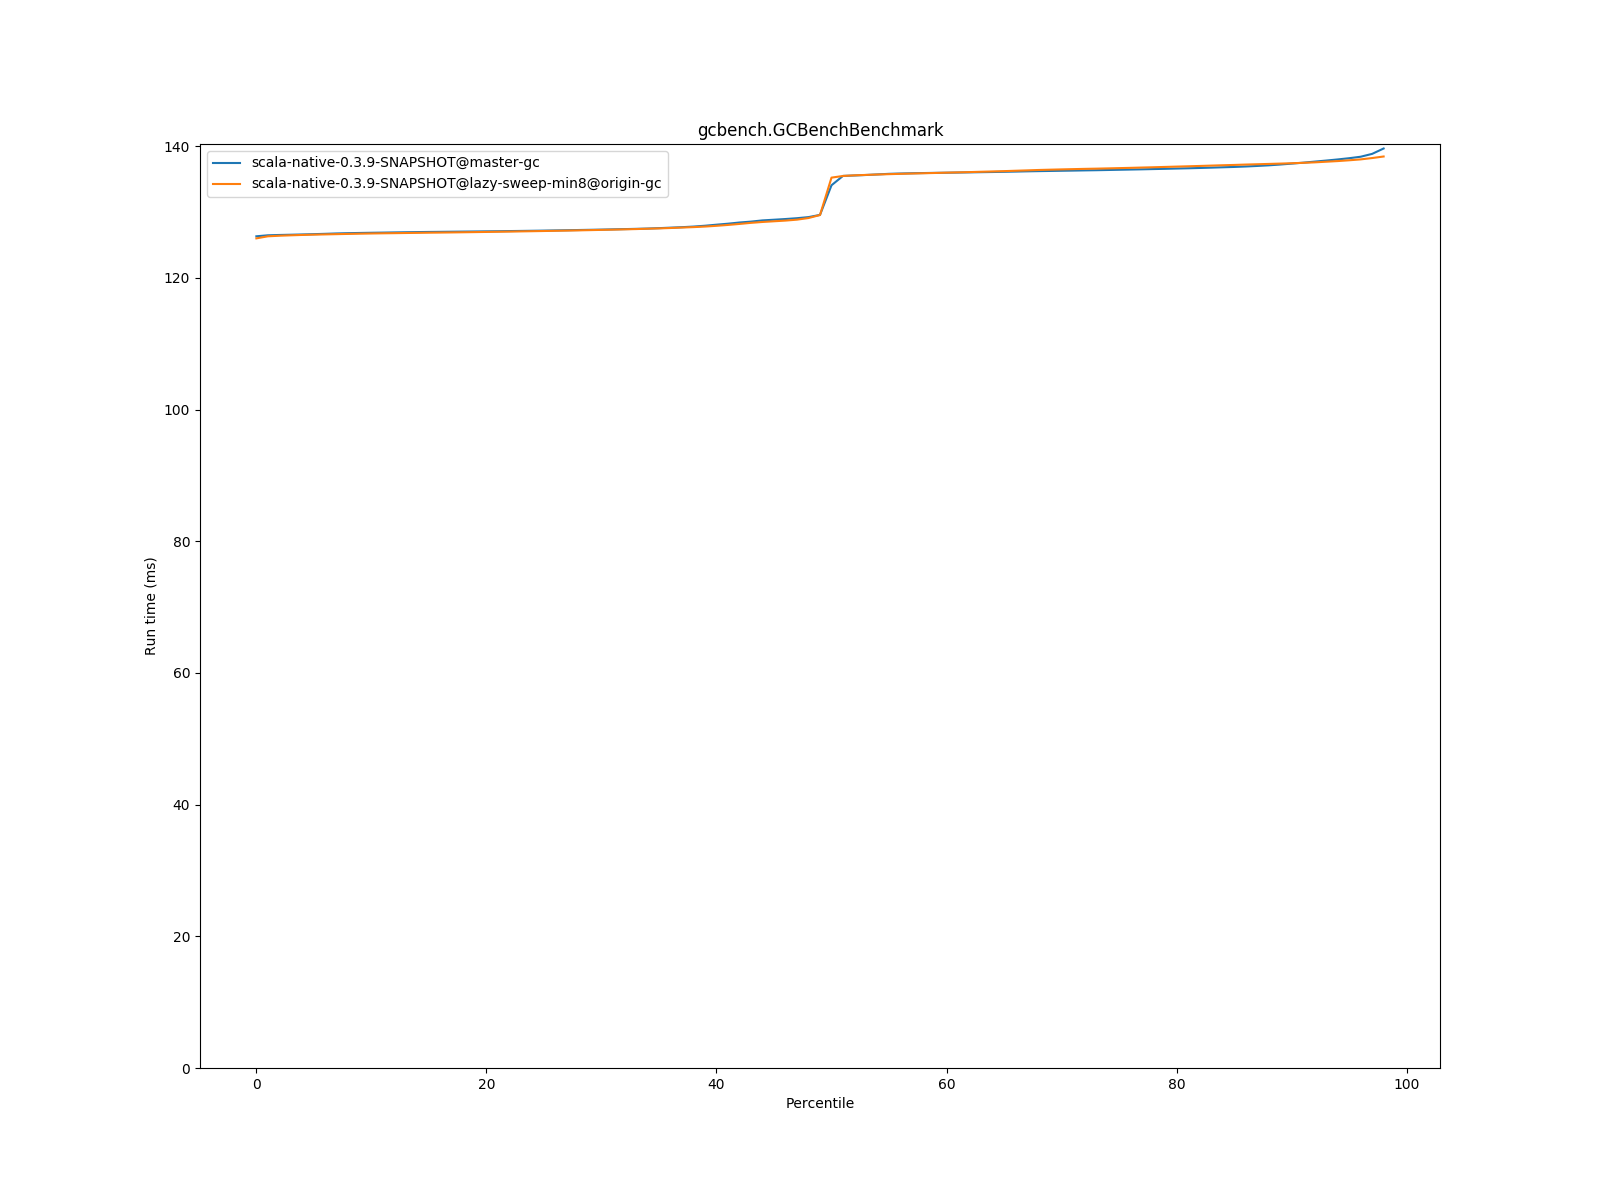 gcbench.GCBenchBenchmark
scala-native-0.3.9-SNAPSHOT@master-gc
scala-native-0.3.9-SNAPSHOT@lazy-sweep-min8@origin-gc
140
120
100
80
60
40
20
0
Run time (ms)
0 20 40 60 80 100
Percentile